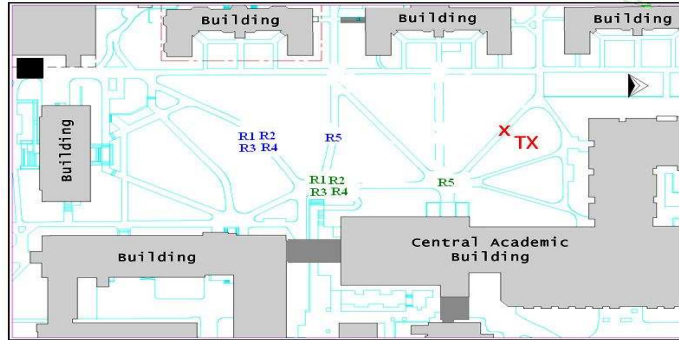 Building
Building
Building
R1 R2
R3 R4
R5
X
TX
Building
R1 R2
R3 R4
R5
Building
Central Academic
Building